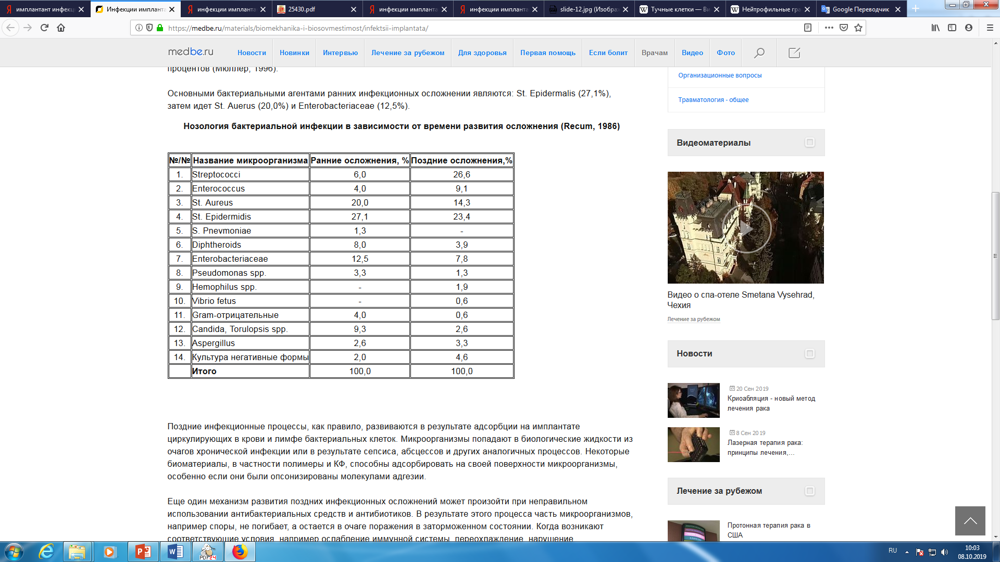 имплантант инфекц
Инфекции импланта
инфекции импланта
25430.pdf
инфекции импланта
инфекции импланта
slide-12.jpg (Изображ
Тучные клетки — Ви
Нейтрофильные гра
Google Переводчик
https://medbe.ru/materials/biomekhanika-i-biosovmestimost/infektsii-implantata/
medbe.ru
Новости
Новинки
Интервью
Лечение за рубежом
Для здоровья
Первая помощь
Если болит
Врачам
Видео
Фото
процентов (Мюллер, 1996).
Основными бактериальными агентами ранних инфекционных осложнении являются: St. Epidermalis (27,1%),
затем идет St. Auerus (20,0%) и Enterobacteriaceae (12,5%).
Нозология бактериальной инфекции в зависимости от времени развития осложнения (Recum, 1986)
№/№ Название микроорганизма Ранние осложнения, % Поздние осложнения,%
1. Streptococci 6,0 26,6
2. Enterococcus 4,0 9,1
3. St. Aureus 20,0 14,3
4. St. Epidermidis 27,1 23,4
5. S. Pnevmoniae 1,3 -
6. Diphtheroids 8,0 3,9
7. Enterobacteriaceae 12,5 7,8
8. Pseudomonas spp. 3,3 1,3
9. Hemophilus spp. - 1,9
10. Vibrio fetus - 0,6
11. Gram-отрицательные 4,0 0,6
12. Candida, Torulopsis spp. 9,3 2,6
13. Aspergillus 2,6 3,3
14. Культура негативные формы 2,0 4,6
Итого 100,0 100,0
Поздние инфекционные процессы, как правило, развиваются в результате адсорбции на имплантате
циркулирующих в крови и лимфе бактериальных клеток. Микроорганизмы попадают в биологические жидкости из
очагов хронической инфекции или в результате сепсиса, абсцессов и других аналогичных процессов. Некоторые
биоматериалы, в частности полимеры и КФ, способны адсорбировать на своей поверхности микроорганизмы,
особенно если они были опсонизированы молекулами адгезии.
Еще один механизм развития поздних инфекционных осложнений может произойти при неправильном
использовании антибактериальных средств и антибиотиков. В результате этого процесса часть микроорганизмов,
например споры, не погибает, а остается в очаге поражения в заторможенном состоянии. Когда возникают
соответствующие условия, например ослабление иммунной системы, переохлаждение, нарушение
Организационные вопросы
Травматология - общее
Видеоматериалы
Видео о спа-отеле Smetana Vysehrad,
Чехия
Лечение за рубежом
Новости
20 Сен 2019
Криоабляция - новый метод
лечения рака
8 Сен 2019
Лазерная терапия рака:
принципы лечения,...
Лечение за рубежом
Протонная терапия рака в
США
PDF24
RU
10:03
08.10.2019